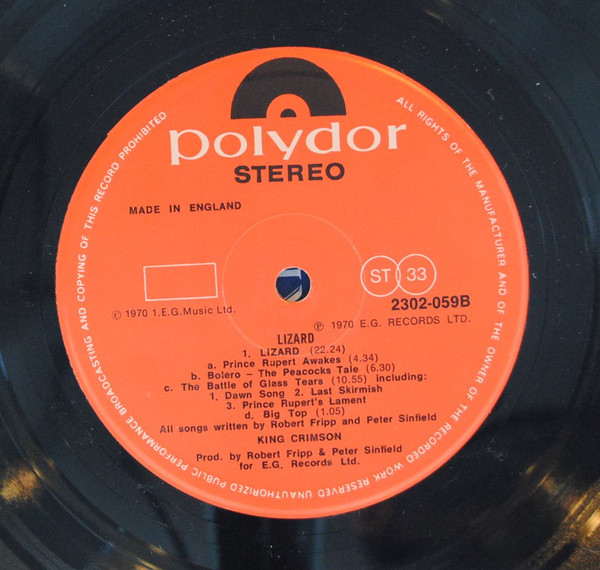 polydor
STEREO
MADE IN ENGLAND
ST 33
2302-059B
© 1970 1.E.G.Music Ltd.
℗ 1970 E.G. RECORDS LTD.
LIZARD
1. LIZARD (22.24)
a. Prince Rupert Awakes (4.34)
b. Bolero – The Peacocks Tale (6.30)
c. The Battle of Glass Tears (10.55) including:
1. Dawn Song 2. Last Skirmish
3. Prince Rupert's Lament
d. Big Top (1.05)
All songs written by Robert Fripp and Peter Sinfield
KING CRIMSON
Prod. by Robert Fripp & Peter Sinfield
for E.G. Records Ltd.
ALL RIGHTS OF THE MANUFACTURER AND OF THE OWNER OF THE RECORDED WORK RESERVED UNAUTHORIZED PUBLIC PERFORMANCE BROADCASTING AND COPYING OF THIS RECORD PROHIBITED